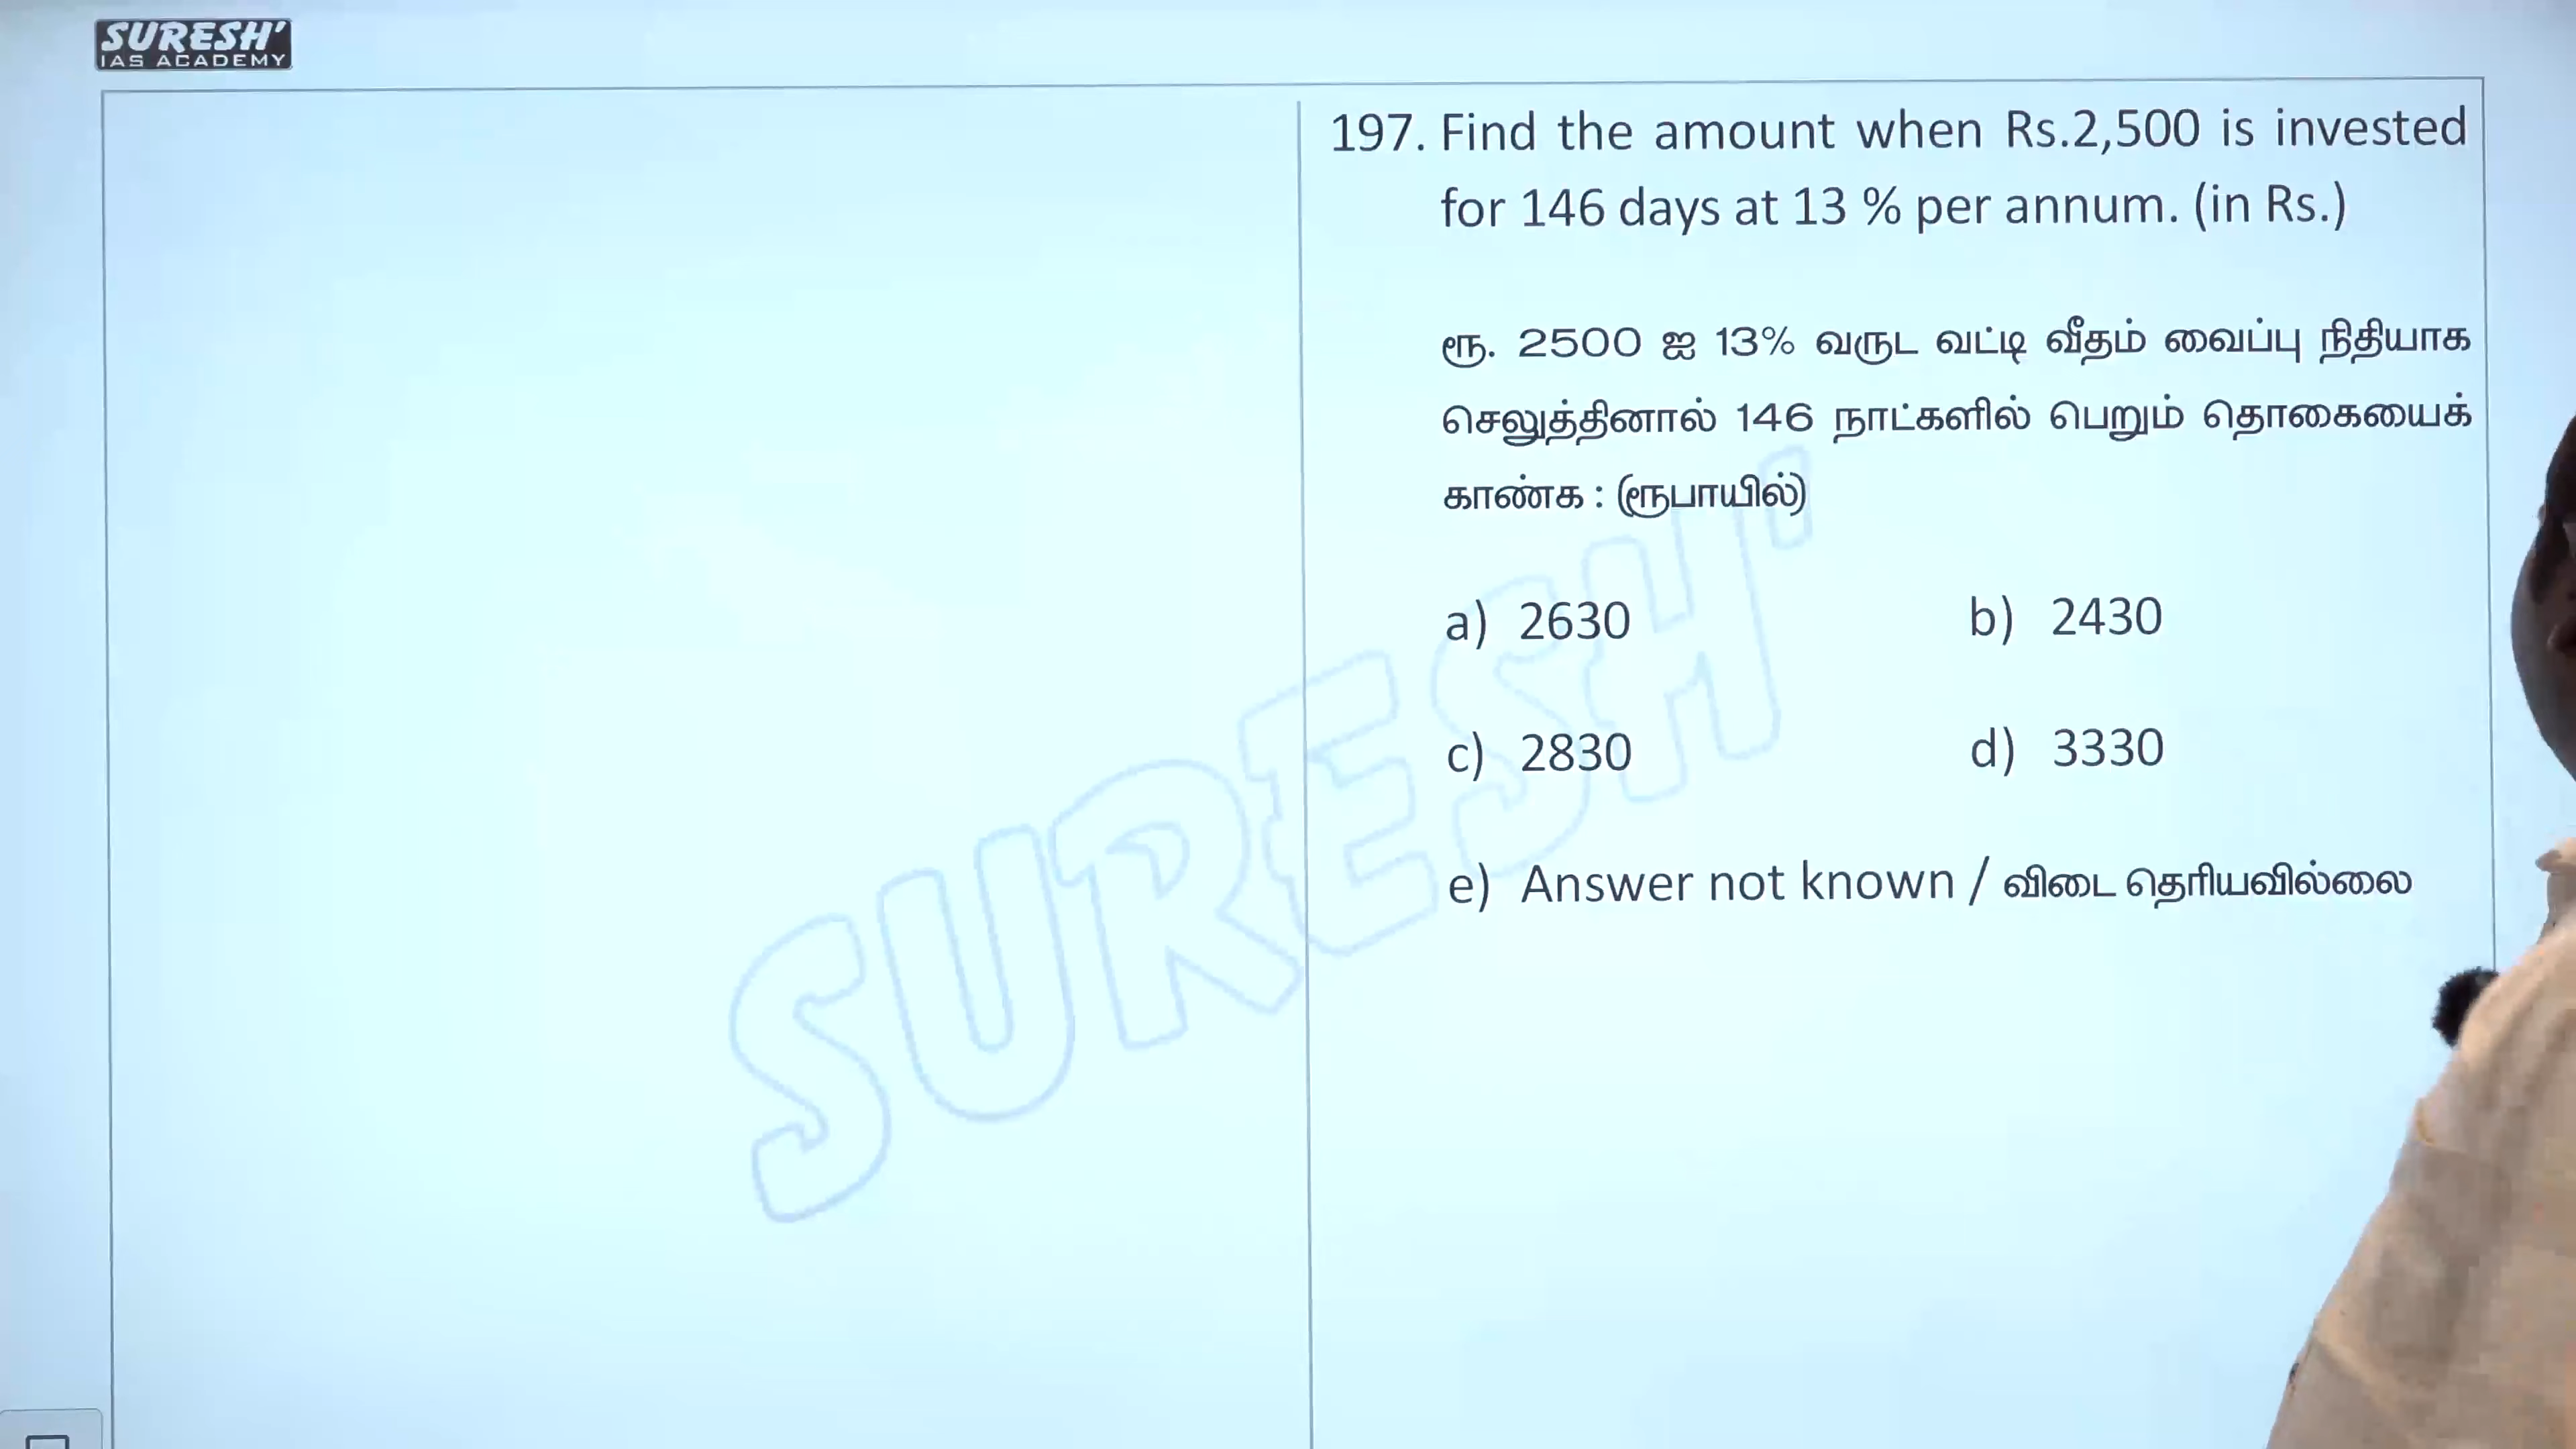 SURESH'
IAS ACADEMY
197. Find the amount when Rs.2,500 is invested
for 146 days at 13 % per annum. (in Rs.)
ரூ. 2500 ஐ 13% வருட வட்டி வீதம் வைப்பு நிதியாக
செலுத்தினால் 146 நாட்களில் பெறும் தொகையைக்
காண்க : (ரூபாயில்)
a) 2630 b) 2430
c) 2830 d) 3330
e) Answer not known / விடை தெரியவில்லை
SURESH'